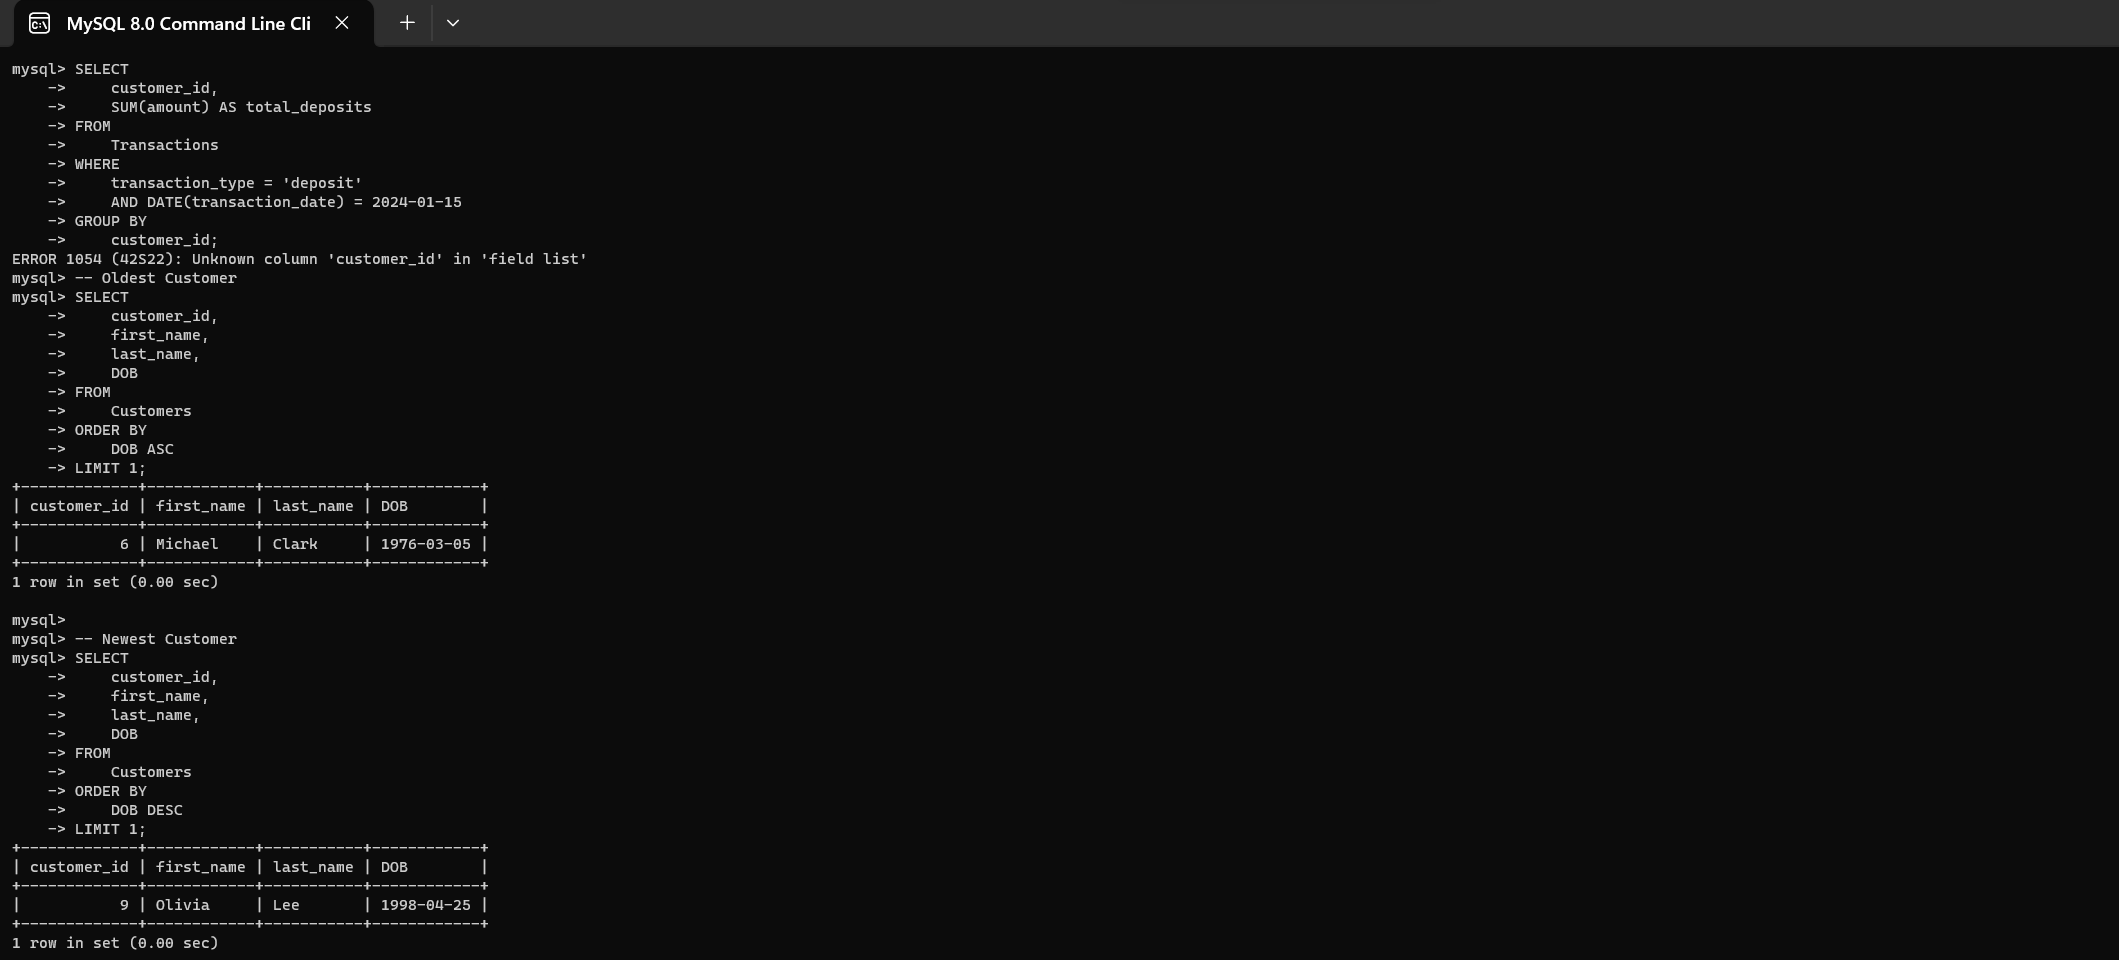 MySQL 8.0 Command Line Cli
mysql> SELECT
    ->     customer_id,
    ->     SUM(amount) AS total_deposits
    -> FROM
    ->     Transactions
    -> WHERE
    ->     transaction_type = 'deposit'
    ->     AND DATE(transaction_date) = 2024-01-15
    -> GROUP BY
    ->     customer_id;
ERROR 1054 (42S22): Unknown column 'customer_id' in 'field list'
mysql> -- Oldest Customer
mysql> SELECT
    ->     customer_id,
    ->     first_name,
    ->     last_name,
    ->     DOB
    -> FROM
    ->     Customers
    -> ORDER BY
    ->     DOB ASC
    -> LIMIT 1;
+-------------+------------+-----------+------------+
| customer_id | first_name | last_name | DOB        |
+-------------+------------+-----------+------------+
|           6 | Michael    | Clark     | 1976-03-05 |
+-------------+------------+-----------+------------+
1 row in set (0.00 sec)

mysql>
mysql> -- Newest Customer
mysql> SELECT
    ->     customer_id,
    ->     first_name,
    ->     last_name,
    ->     DOB
    -> FROM
    ->     Customers
    -> ORDER BY
    ->     DOB DESC
    -> LIMIT 1;
+-------------+------------+-----------+------------+
| customer_id | first_name | last_name | DOB        |
+-------------+------------+-----------+------------+
|           9 | Olivia     | Lee       | 1998-04-25 |
+-------------+------------+-----------+------------+
1 row in set (0.00 sec)